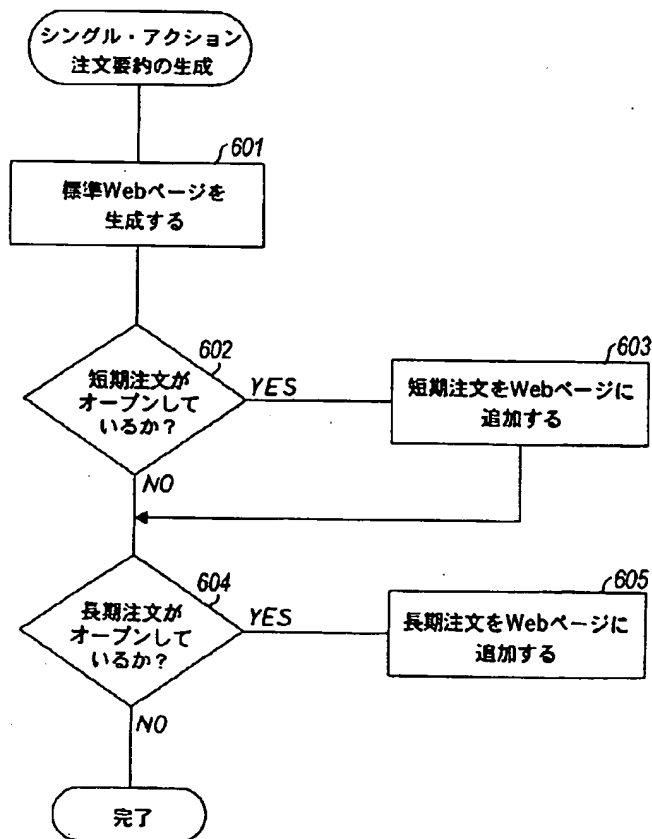 シングル・アクション
注文要約の生成
601
標準Webページを
生成する
602
短期注文が
オープンして
いるか?
YES
603
短期注文をWebページに
追加する
NO
604
長期注文が
オープンして
いるか?
YES
605
長期注文をWebページに
追加する
NO
完了